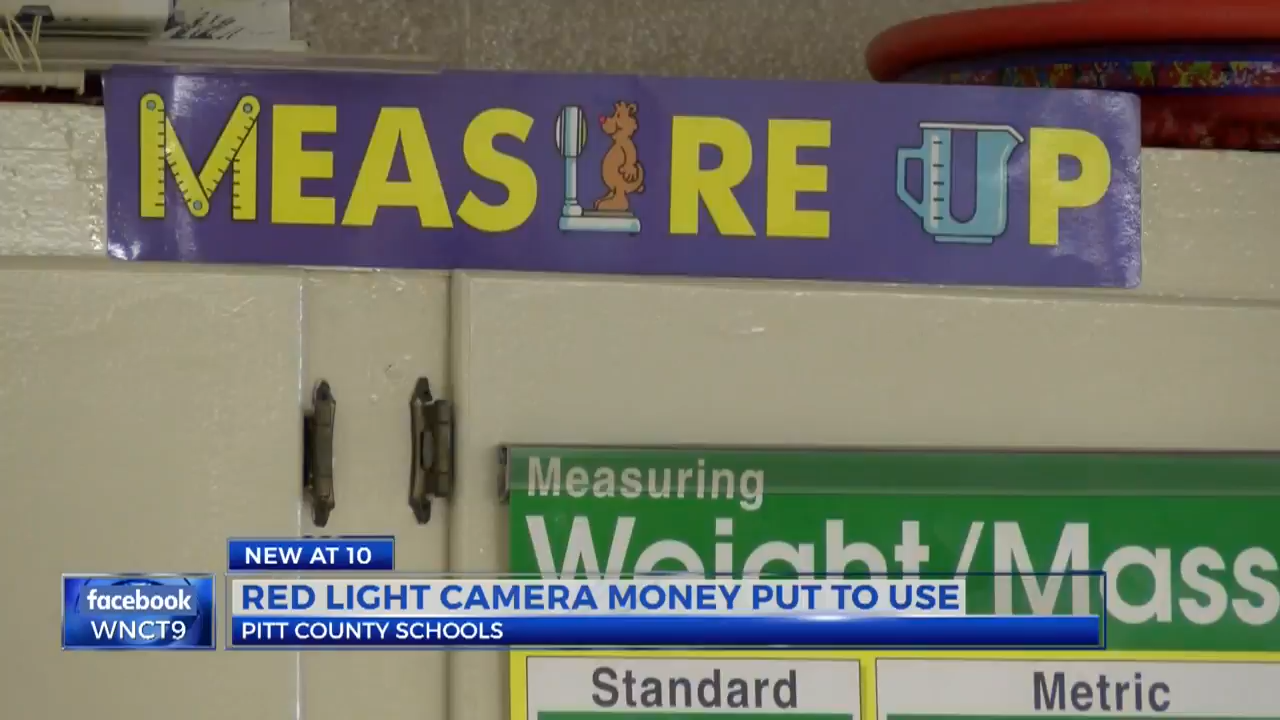 MEASURE UP
Measuring
Weight/Mass
NEW AT 10
facebook
WNCT9
RED LIGHT CAMERA MONEY PUT TO USE
PITT COUNTY SCHOOLS
Standard
Metric